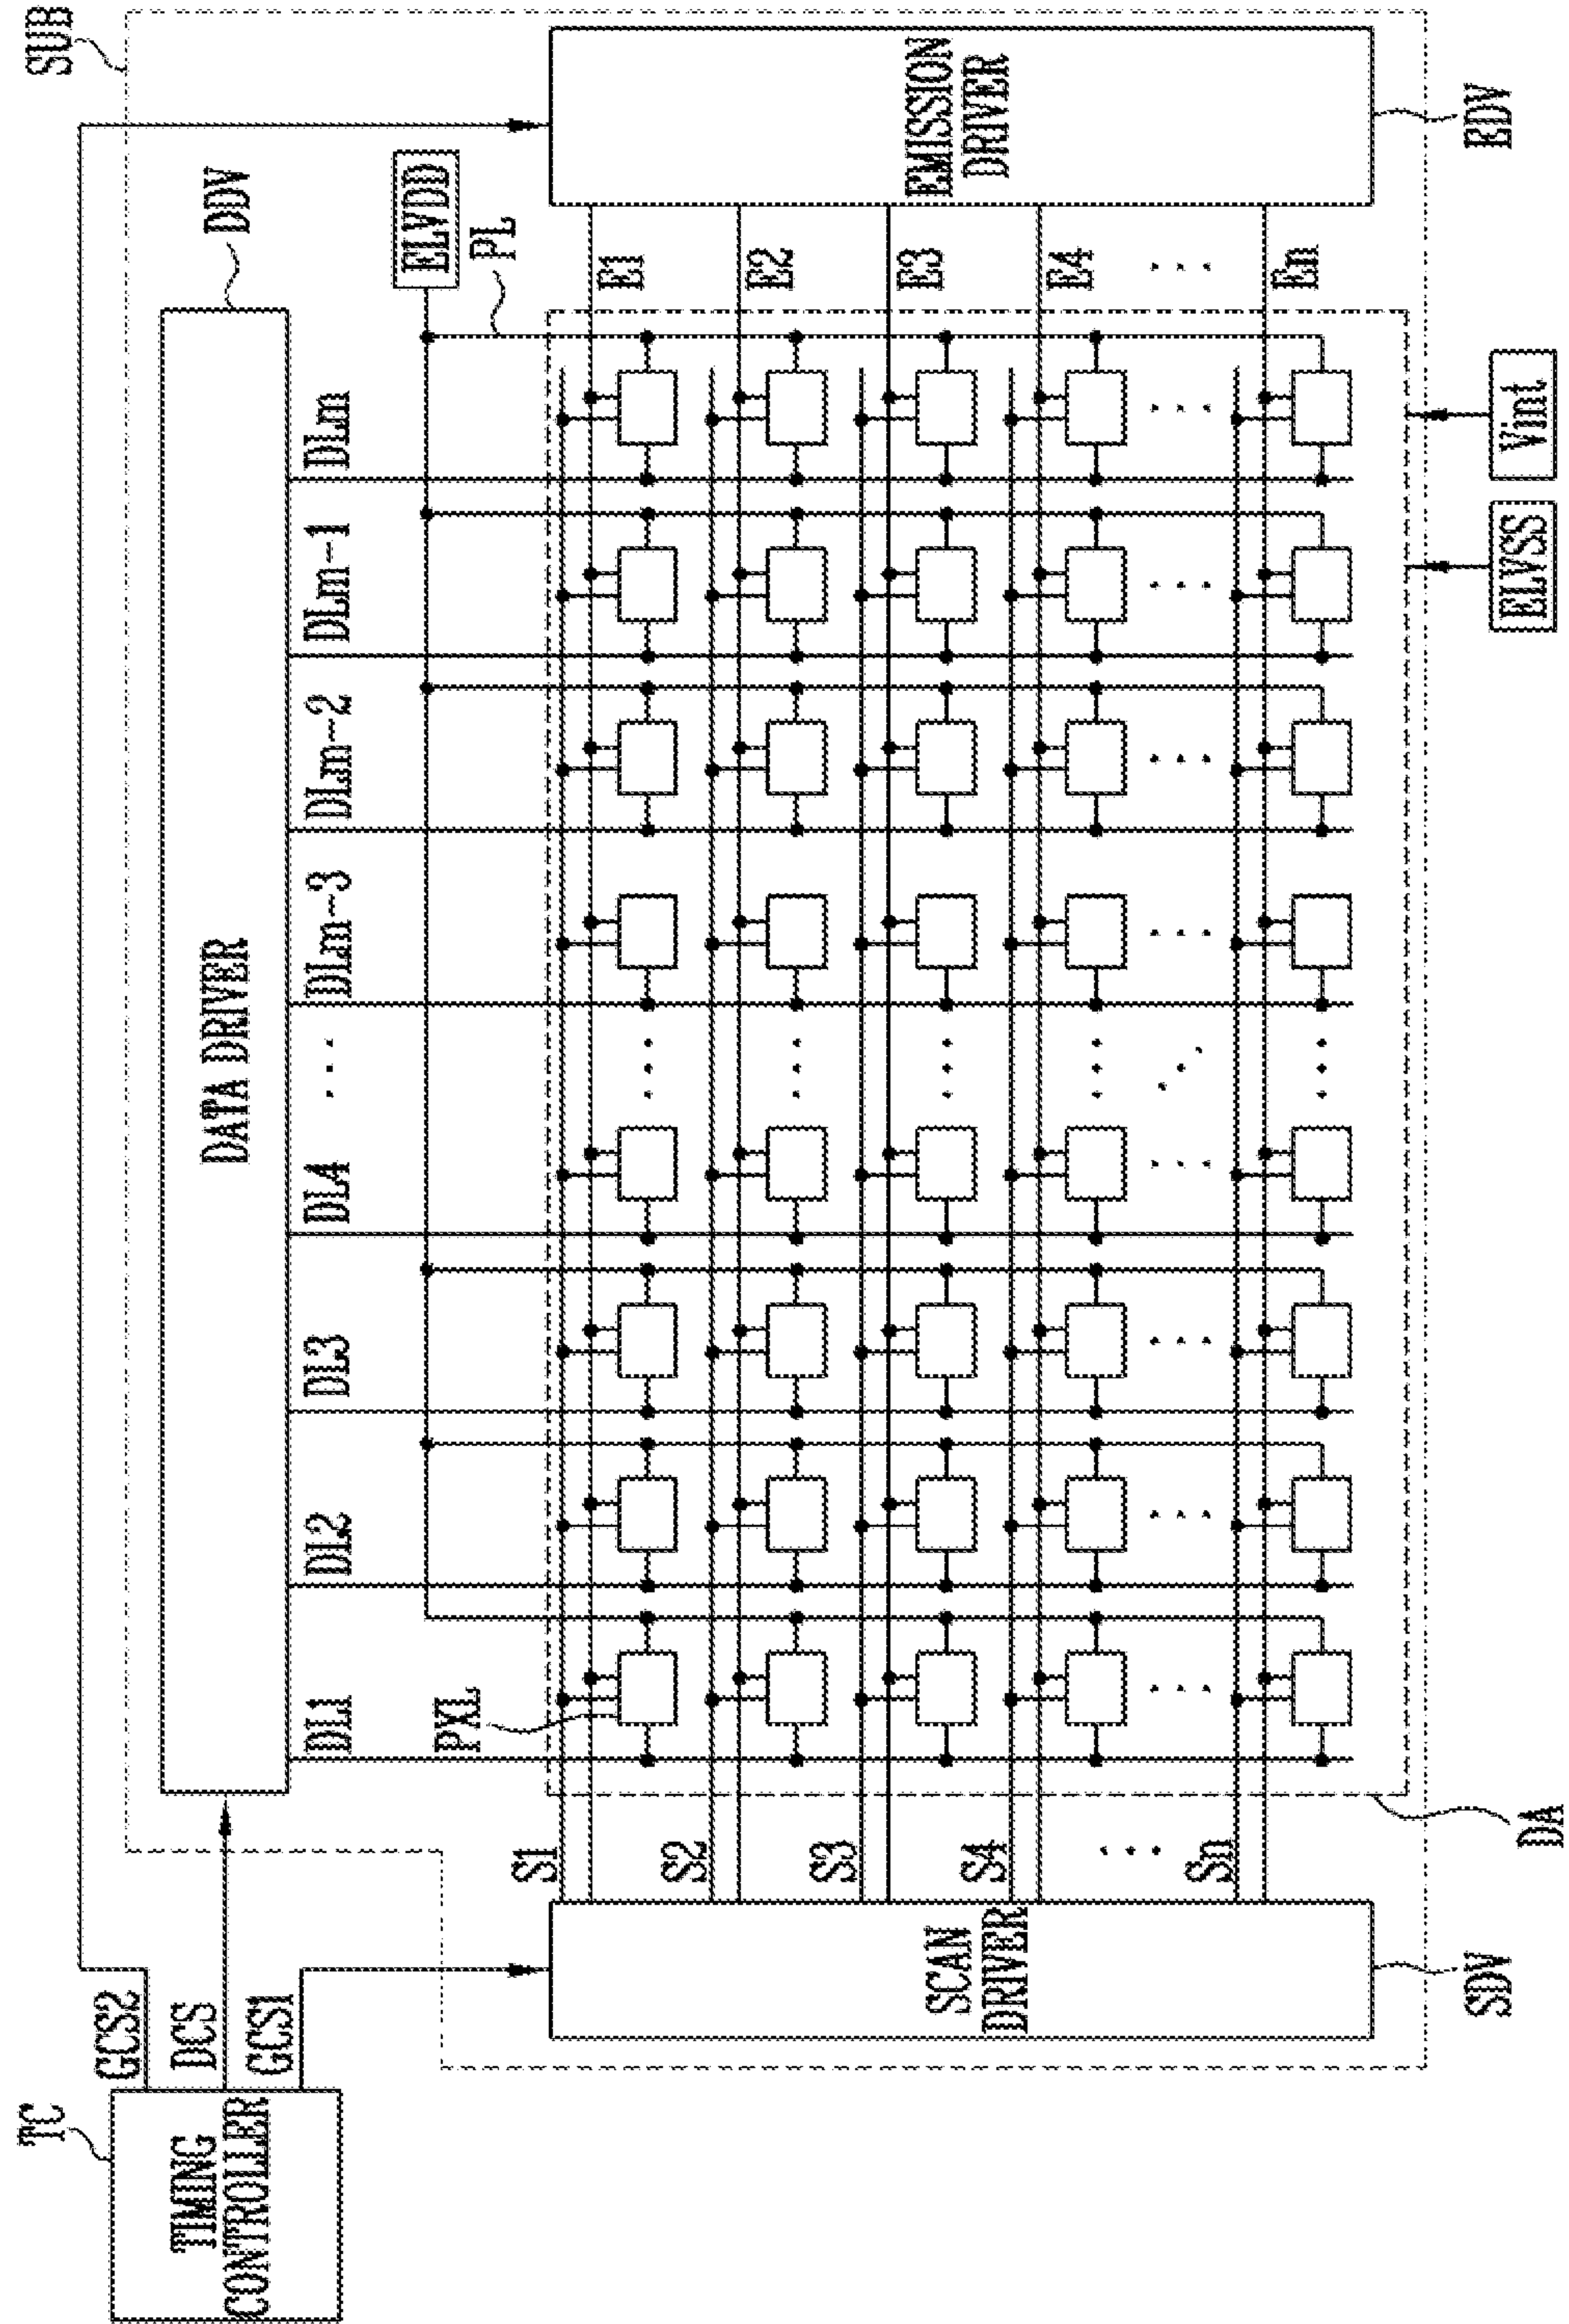 TC
TIMING
CONTROLLER
GCS2
DCS
GCS1
SUB
DATA DRIVER
DDV
DL1
DL2
DL3
DL4
. . .
DLm-3
DLm-2
DLm-1
DLm
ELVDD
PL
PXL
S1
S2
S3
S4
. . .
Sn
E1
E2
E3
E4
. . .
En
SCAN
DRIVER
SDV
EMISSION
DRIVER
EDV
DA
ELVSS
Vint